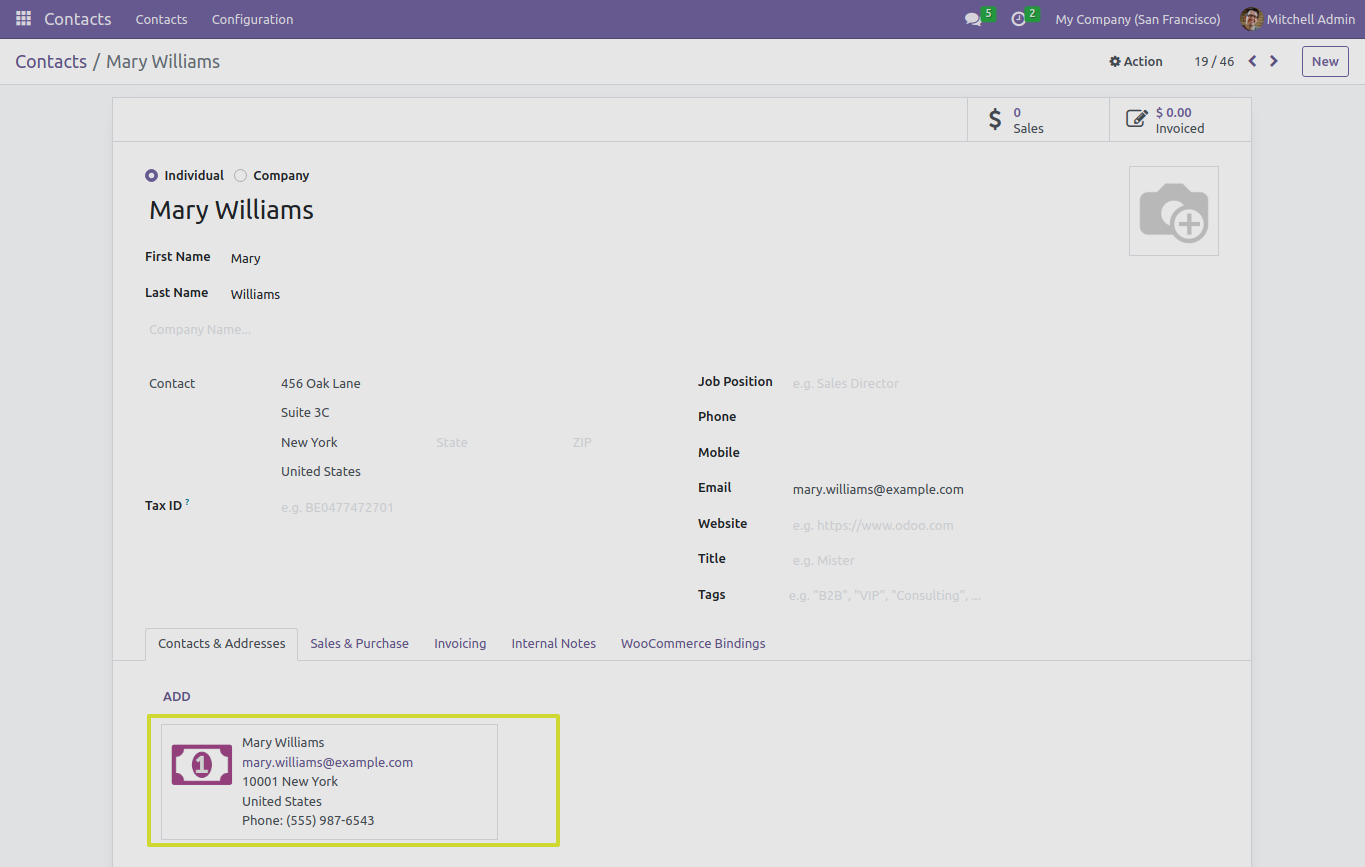 Contacts Contacts Configuration 5 2 My Company (San Francisco) Mitchell Admin
Contacts / Mary Williams Action 19 / 46 New
$ 0 Sales
$ 0.00 Invoiced
Individual Company
Mary Williams
First Name Mary
Last Name Williams
Company Name...
Contact 456 Oak Lane
Suite 3C
New York State ZIP
United States
Tax ID ? e.g. BE0477472701
Job Position e.g. Sales Director
Phone
Mobile
Email mary.williams@example.com
Website e.g. https://www.odoo.com
Title e.g. Mister
Tags e.g. "B2B", "VIP", "Consulting", ...
Contacts & Addresses Sales & Purchase Invoicing Internal Notes WooCommerce Bindings
ADD
1
Mary Williams
mary.williams@example.com
10001 New York
United States
Phone: (555) 987-6543